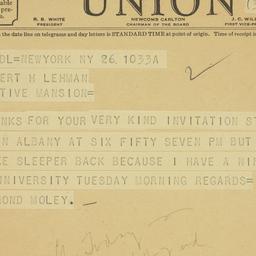 UNION
R. B. WHITE
PRESIDENT
NEWCOMB CARLTON
CHAIRMAN OF THE BOARD
J. C. WIL
FIRST VICE-P
the date line on telegrams and day letters is STANDARD TIME at point of origin. Time of receipt is
DL=NEWYORK NY 26 1033A
ERT H LEHMAN=
TIVE MANSION=
NKS FOR YOUR VERY KIND INVITATION ST
N ALBANY AT SIX FIFTY SEVEN PM BUT
E SLEEPER BACK BECAUSE I HAVE A NIN
NIVERSITY TUESDAY MORNING REGARDS=
MOND MOLEY.